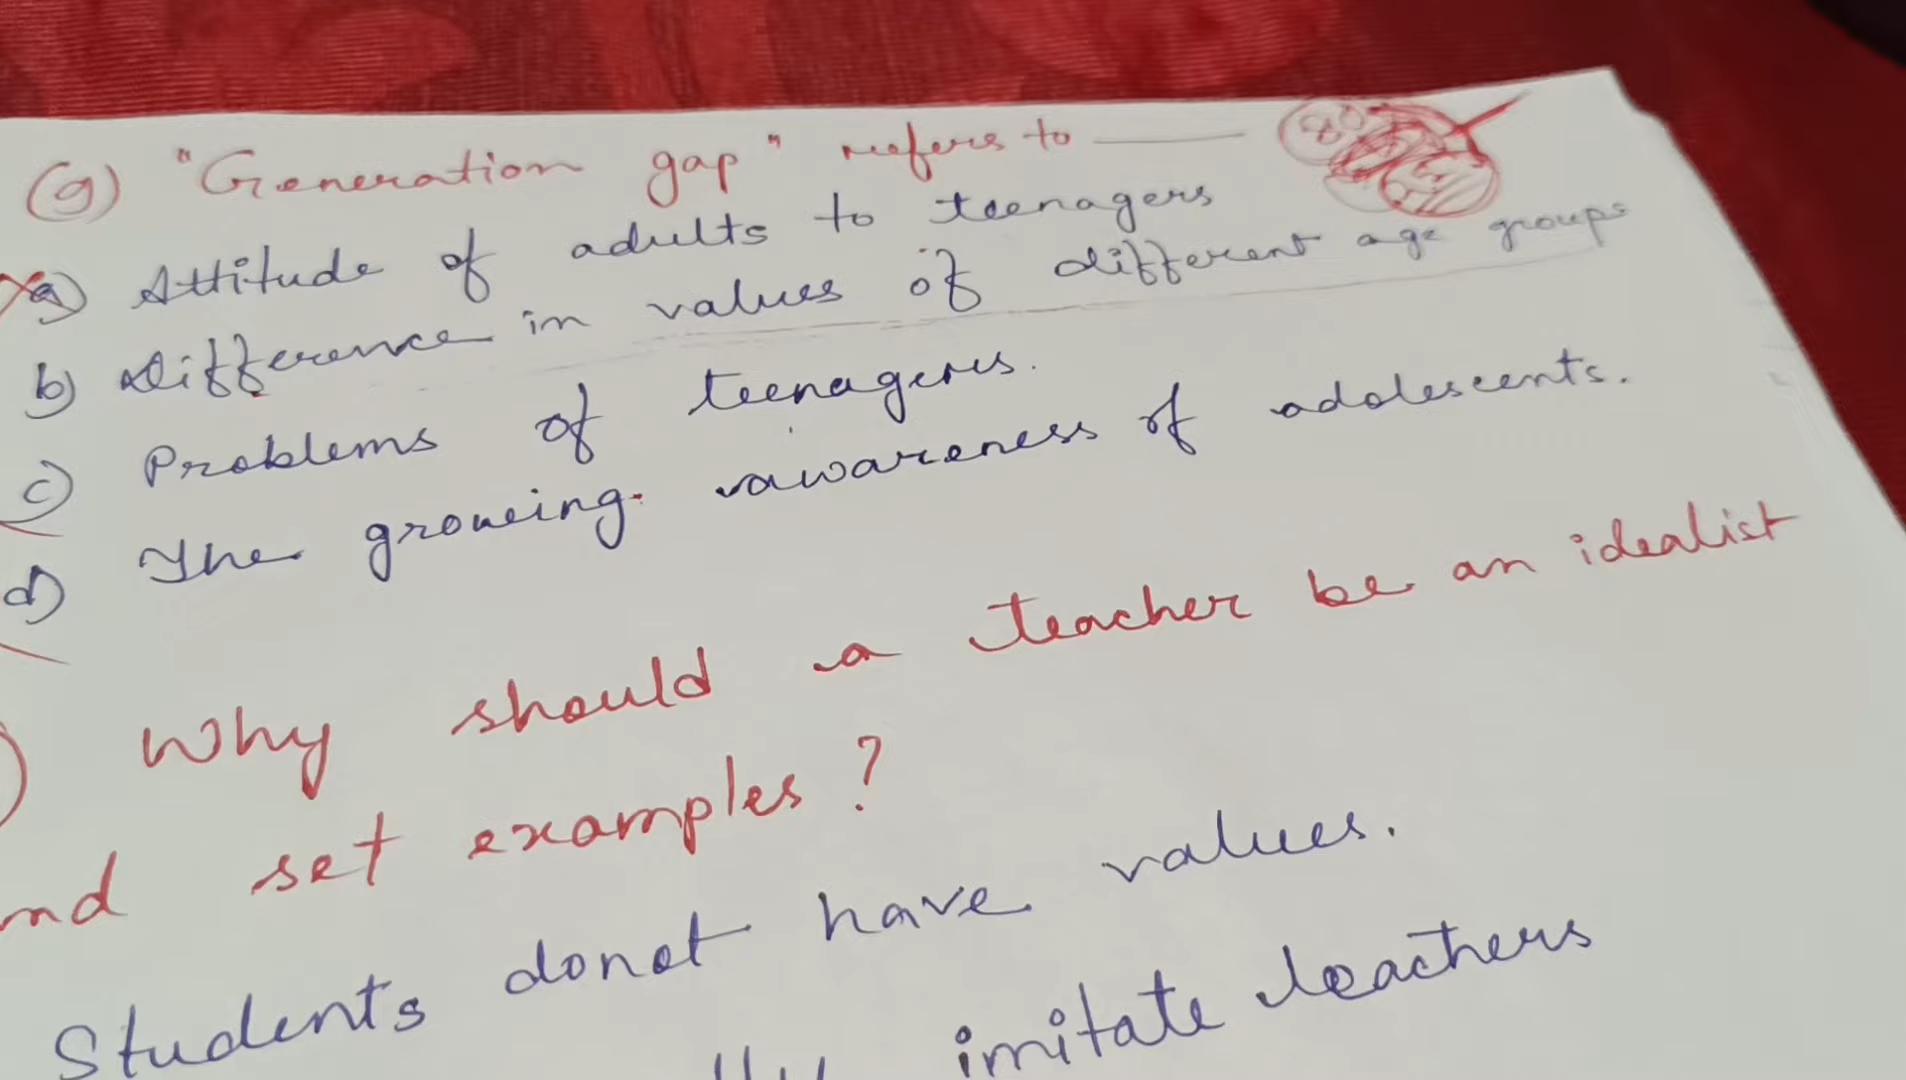 (g) "Generation gap" refers to
a) Attitude of adults to teenagers
b) Difference in values of different age groups
c) Problems of teenagers.
d) The growing awareness of adolescents.
Why should a teacher be an idealist
and set examples?
Students donot have values.
imitate teachers